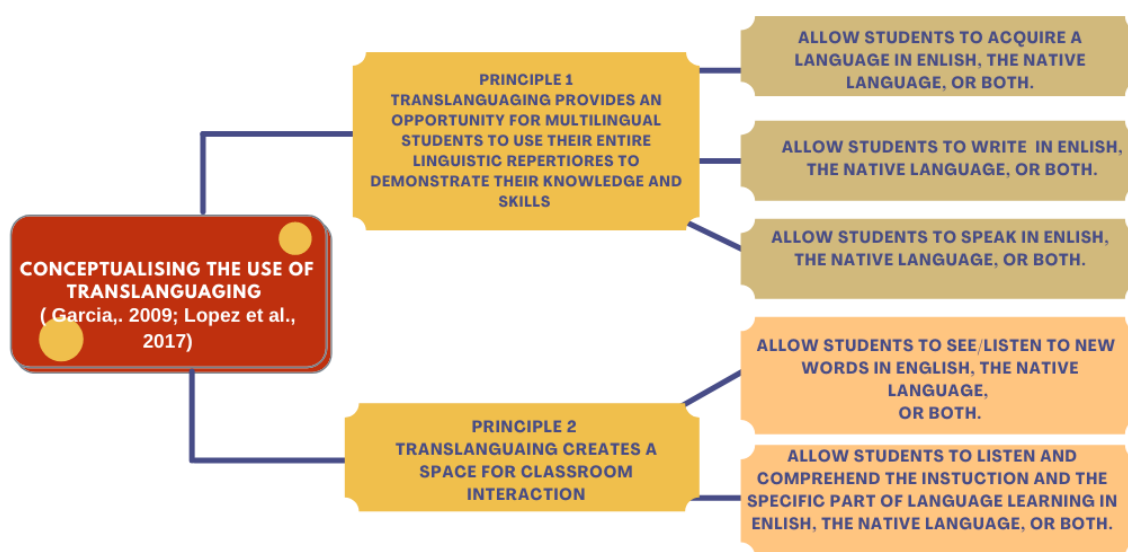 CONCEPTUALISING THE USE OF
TRANSLANGUAGING
( Garcia,. 2009; Lopez et al.,
2017)
PRINCIPLE 1
TRANSLANGUAGING PROVIDES AN
OPPORTUNITY FOR MULTILINGUAL
STUDENTS TO USE THEIR ENTIRE
LINGUISTIC REPERTIORES TO
DEMONSTRATE THEIR KNOWLEDGE AND
SKILLS
ALLOW STUDENTS TO ACQUIRE A
LANGUAGE IN ENLISH, THE NATIVE
LANGUAGE, OR BOTH.
ALLOW STUDENTS TO WRITE IN ENLISH,
THE NATIVE LANGUAGE, OR BOTH.
ALLOW STUDENTS TO SPEAK IN ENLISH,
THE NATIVE LANGUAGE, OR BOTH.
PRINCIPLE 2
TRANSLANGUAING CREATES A
SPACE FOR CLASSROOM
INTERACTION
ALLOW STUDENTS TO SEE/LISTEN TO NEW
WORDS IN ENGLISH, THE NATIVE
LANGUAGE,
OR BOTH.
ALLOW STUDENTS TO LISTEN AND
COMPREHEND THE INSTUCTION AND THE
SPECIFIC PART OF LANGUAGE LEARNING IN
ENLISH, THE NATIVE LANGUAGE, OR BOTH.